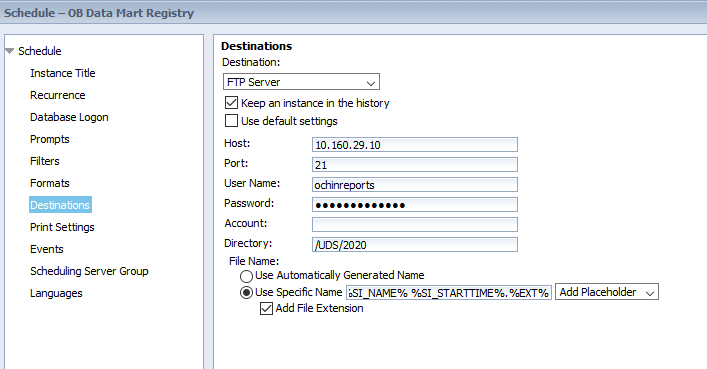 Schedule – OB Data Mart Registry
Schedule
Instance Title
Recurrence
Database Logon
Prompts
Filters
Formats
Destinations
Print Settings
Events
Scheduling Server Group
Languages
Destinations
Destination:
FTP Server
Keep an instance in the history
Use default settings
Host: 10.160.29.10
Port: 21
User Name: ochinreports
Password: ●●●●●●●●●●●●●
Account:
Directory: /UDS/2020
File Name:
Use Automatically Generated Name
Use Specific Name %SI_NAME% %SI_STARTTIME%.%EXT% Add Placeholder
Add File Extension